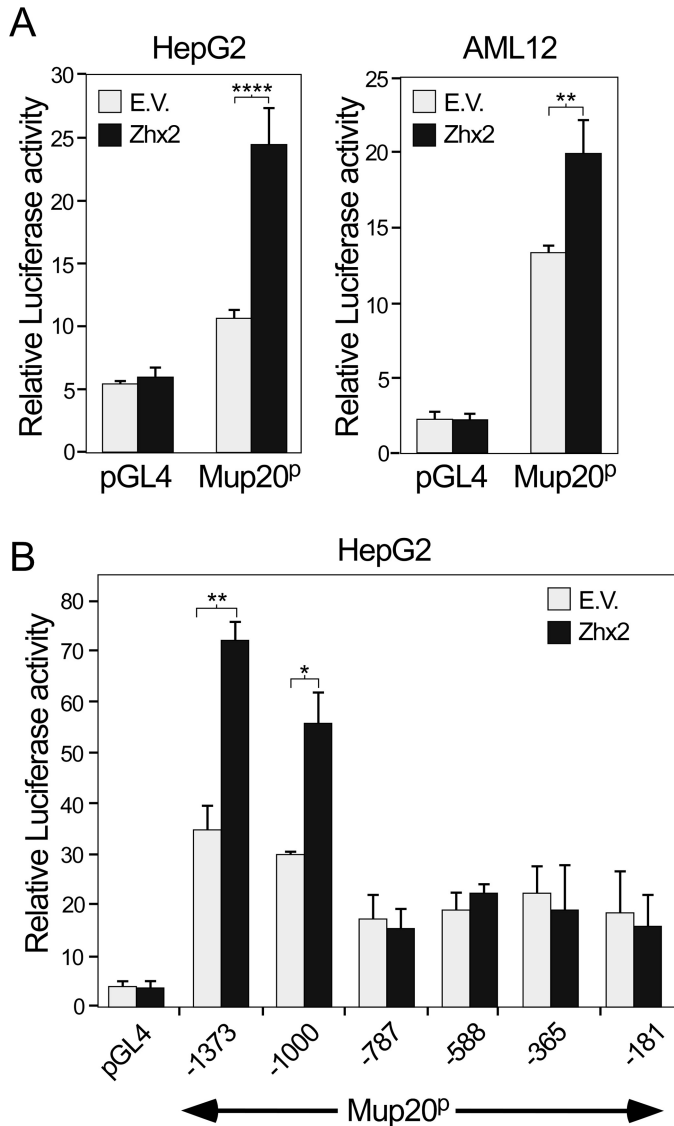 A
HepG2
AML12
Relative Luciferase activity
30
25
20
15
10
5
0
E.V.
Zhx2
****
pGL4
Mup20ᵖ
Relative Luciferase activity
25
20
15
10
5
0
E.V.
Zhx2
**
pGL4
Mup20ᵖ
B
HepG2
Relative Luciferase activity
80
70
60
50
40
30
20
10
0
E.V.
Zhx2
**
*
pGL4
-1373
-1000
-787
-588
-365
-181
Mup20ᵖ